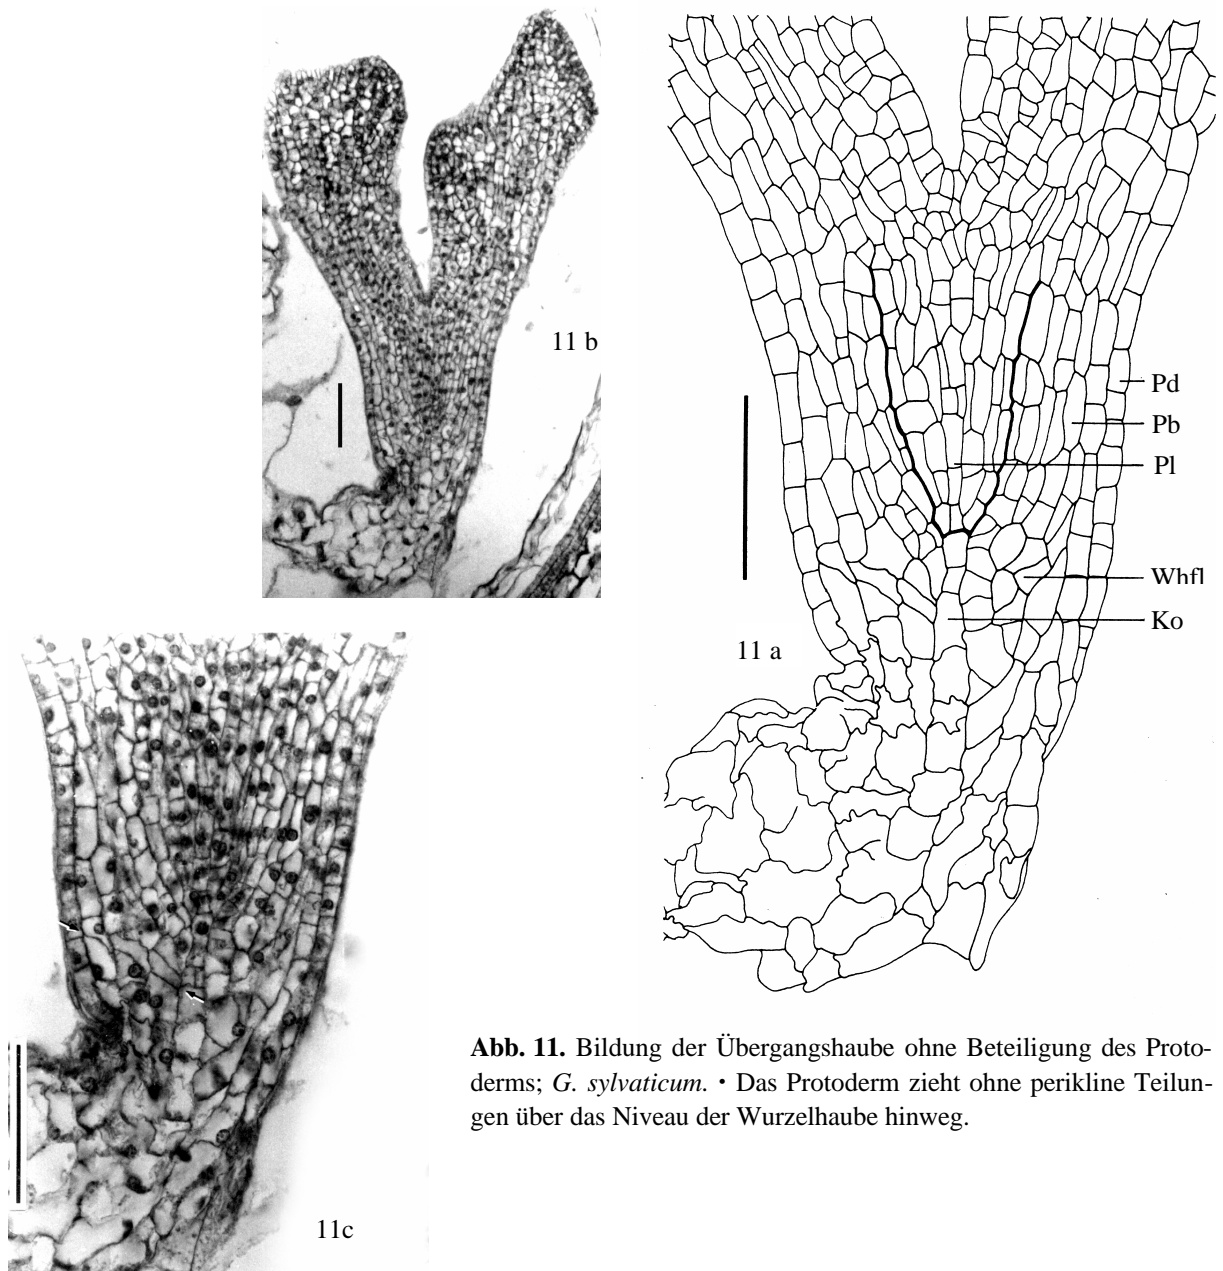 11 b
Pd
Pb
Pl
Whfl
Ko
11 a
11c
Abb. 11. Bildung der Übergangshaube ohne Beteiligung des Proto-
derms; G. sylvaticum. • Das Protoderm zieht ohne perikline Teilun-
gen über das Niveau der Wurzelhaube hinweg.